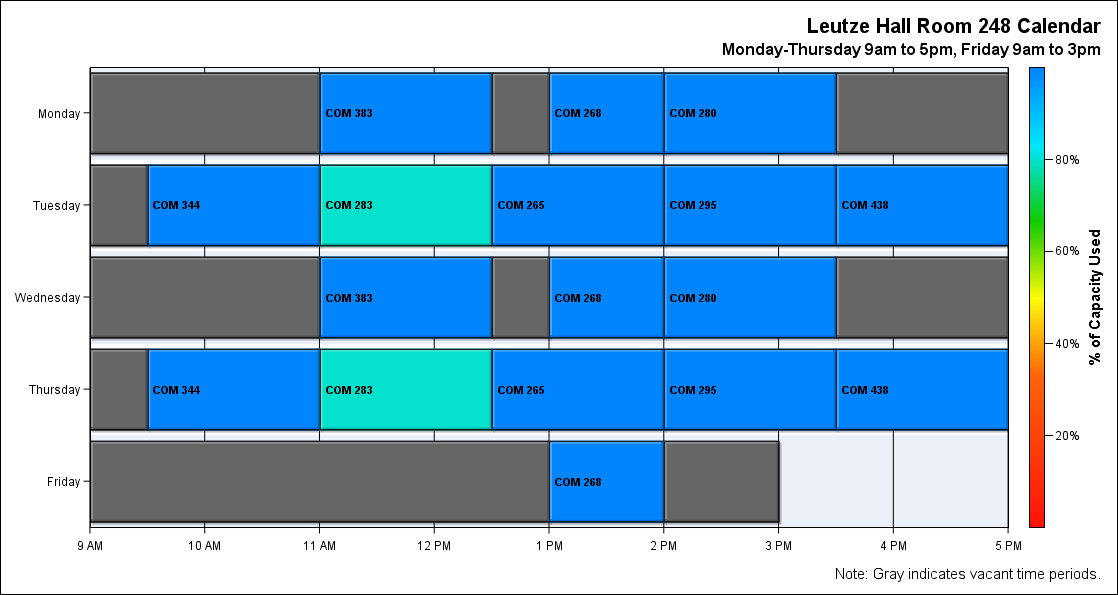 Leutze Hall Room 248 Calendar
Monday-Thursday 9am to 5pm, Friday 9am to 3pm
Monday COM 383 COM 268 COM 280
Tuesday COM 344 COM 283 COM 265 COM 295 COM 438
Wednesday COM 383 COM 268 COM 280
Thursday COM 344 COM 283 COM 265 COM 295 COM 438
Friday COM 268
9 AM 10 AM 11 AM 12 PM 1 PM 2 PM 3 PM 4 PM 5 PM
80%
60%
40%
20%
% of Capacity Used
Note: Gray indicates vacant time periods.